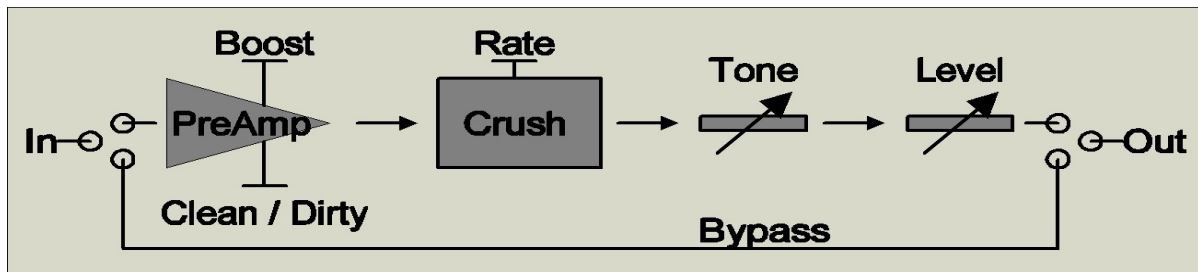 Boost
Rate
Tone
Level
In
PreAmp
Crush
Out
Clean / Dirty
Bypass